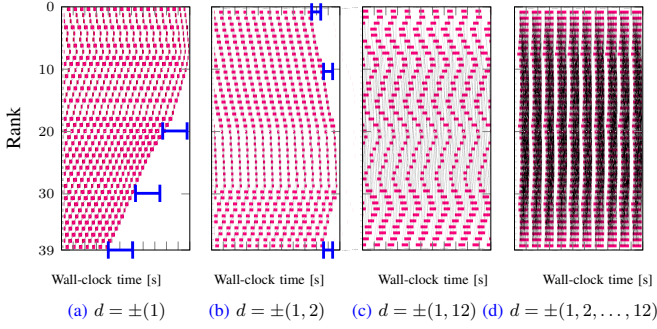 0
10
20
30
39
Rank
Wall-clock time [s] Wall-clock time [s] Wall-clock time [s] Wall-clock time [s]
(a) d = ±(1) (b) d = ±(1, 2) (c) d = ±(1, 12) (d) d = ±(1, 2, . . . , 12)